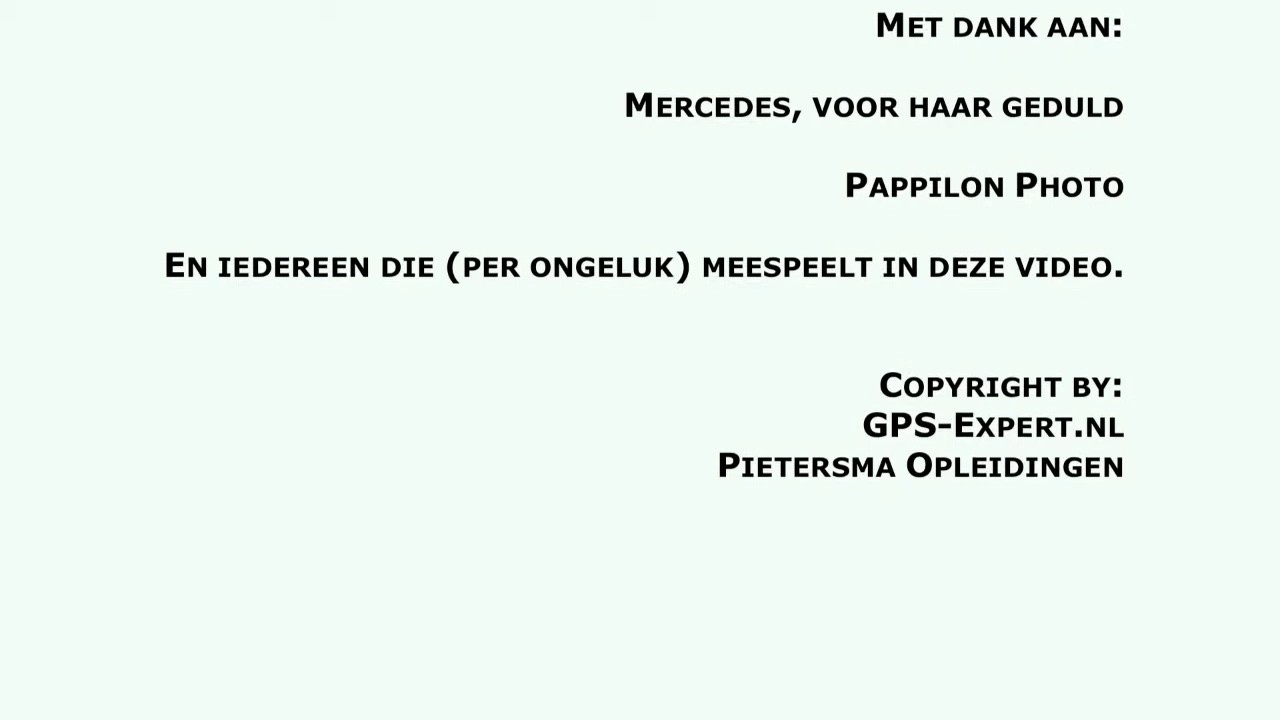 Met dank aan:
Mercedes, voor haar geduld
Pappilon Photo
En iedereen die (per ongeluk) meespeelt in deze video.
Copyright by:
GPS-Expert.nl
Pietersma Opleidingen